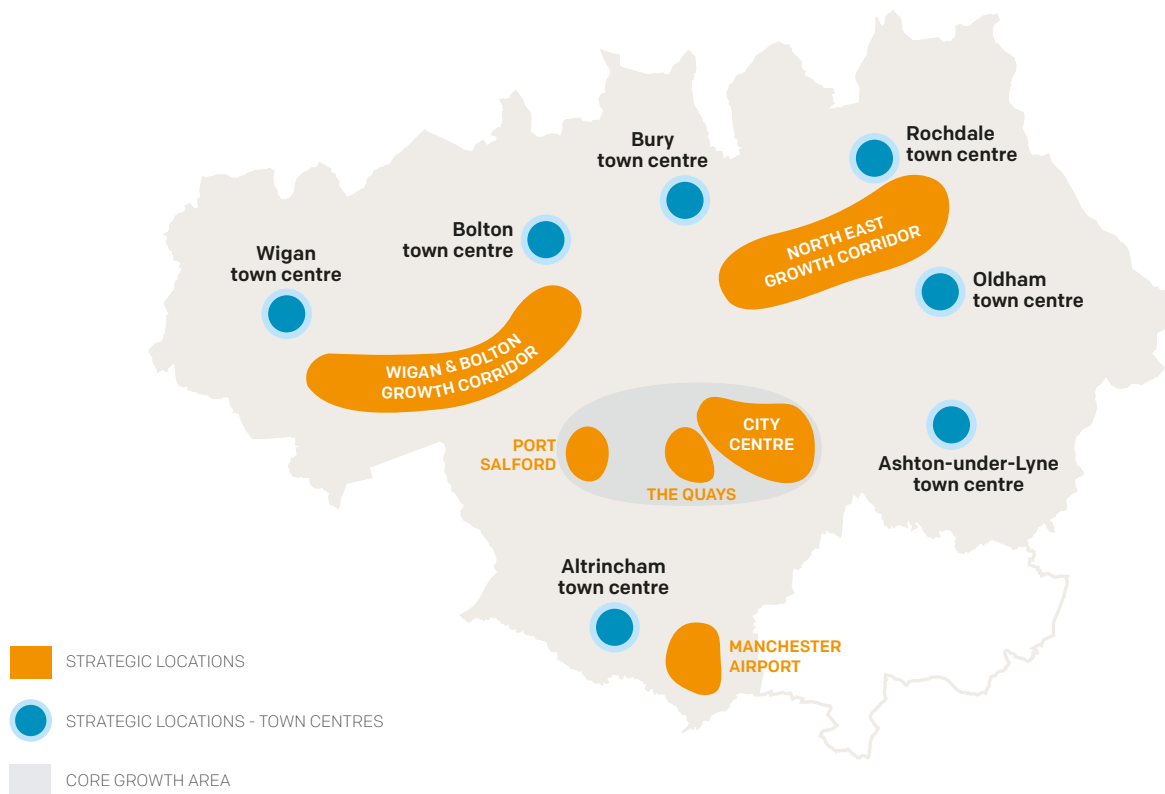 Bury
town centre
Rochdale
town centre
Bolton
town centre
Wigan
town centre
NORTH EAST
GROWTH CORRIDOR
Oldham
town centre
WIGAN & BOLTON
GROWTH CORRIDOR
CITY
CENTRE
PORT
SALFORD
THE QUAYS
Ashton-under-Lyne
town centre
Altrincham
town centre
MANCHESTER
AIRPORT
STRATEGIC LOCATIONS
STRATEGIC LOCATIONS - TOWN CENTRES
CORE GROWTH AREA